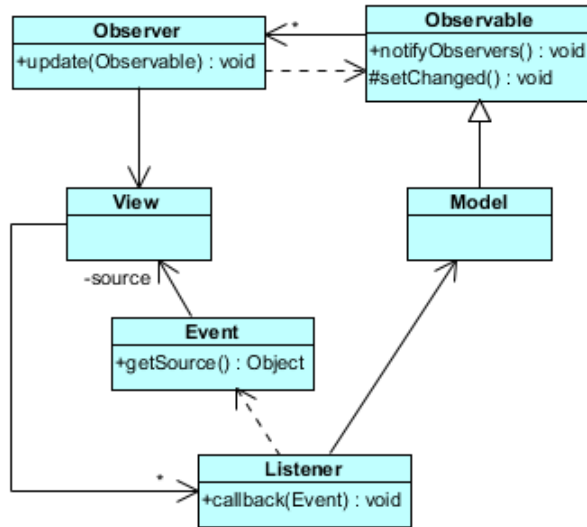 Observer
+update(Observable) : void
*
Observable
+notifyObservers() : void
#setChanged() : void
View
Model
-source
Event
+getSource() : Object
*
Listener
+callback(Event) : void